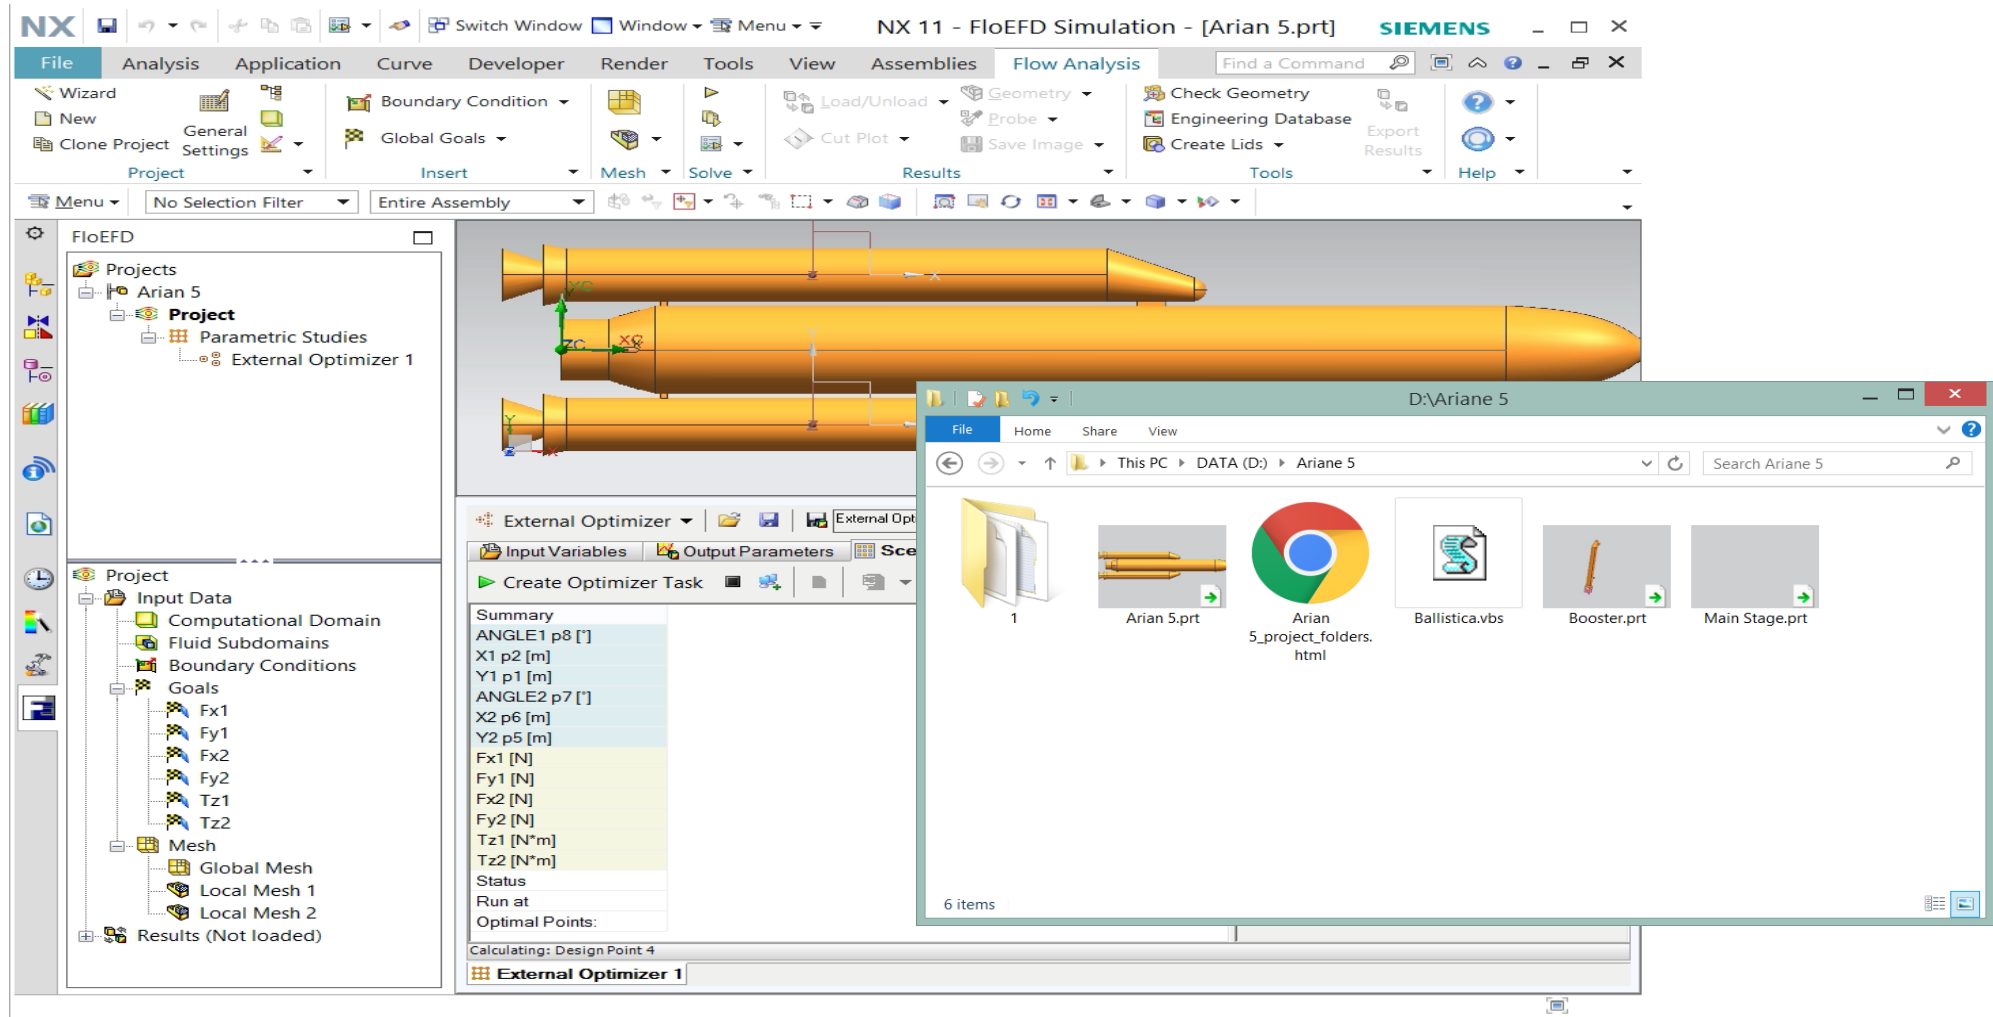 NX Switch Window Window Menu NX 11 - FloEFD Simulation - [Arian 5.prt] SIEMENS
File Analysis Application Curve Developer Render Tools View Assemblies Flow Analysis Find a Command
Wizard
New
Clone Project
General
Settings
Project
Boundary Condition
Global Goals
Insert
Mesh
Solve
Load/Unload
Cut Plot
Geometry
Probe
Save Image
Results
Check Geometry
Engineering Database
Create Lids
Export
Results
Tools
Help
Menu No Selection Filter Entire Assembly
FloEFD
Projects
Arian 5
Project
Parametric Studies
External Optimizer 1
Project
Input Data
Computational Domain
Fluid Subdomains
Boundary Conditions
Goals
Fx1
Fy1
Fx2
Fy2
Tz1
Tz2
Mesh
Global Mesh
Local Mesh 1
Local Mesh 2
Results (Not loaded)
X
YC
ZC XC
Y
Y
X
External Optimizer External Opt
Input Variables Output Parameters Sce
Create Optimizer Task
Summary
ANGLE1 p8 [°]
X1 p2 [m]
Y1 p1 [m]
ANGLE2 p7 [°]
X2 p6 [m]
Y2 p5 [m]
Fx1 [N]
Fy1 [N]
Fx2 [N]
Fy2 [N]
Tz1 [N*m]
Tz2 [N*m]
Status
Run at
Optimal Points:
Calculating: Design Point 4
External Optimizer 1
D:\Ariane 5
File Home Share View
This PC DATA (D:) Ariane 5 Search Ariane 5
1
Arian 5.prt
Arian
5_project_folders.
html
Ballistica.vbs
Booster.prt
Main Stage.prt
6 items